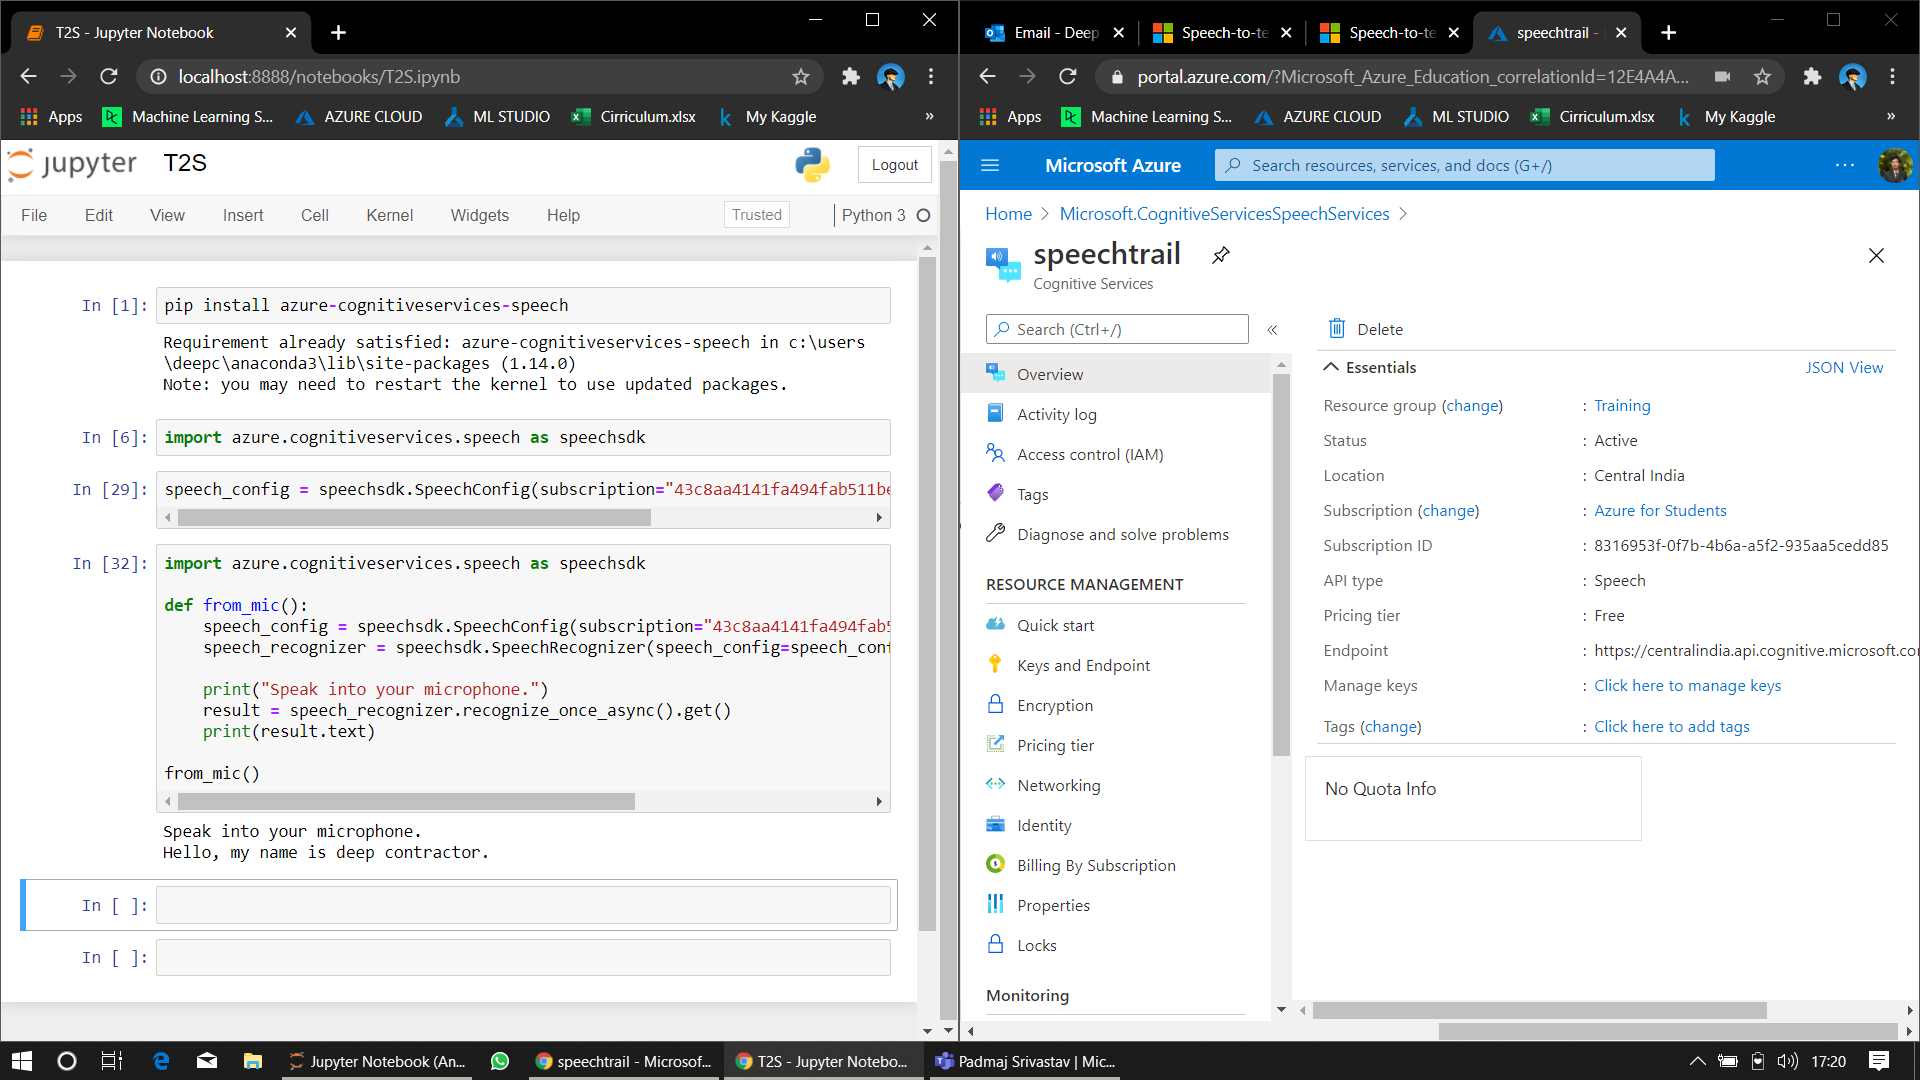 T2S - Jupyter Notebook
localhost:8888/notebooks/T2S.ipynb
Apps
Machine Learning S...
AZURE CLOUD
ML STUDIO
Cirriculum.xlsx
My Kaggle
»
jupyter
T2S
Logout
File
Edit
View
Insert
Cell
Kernel
Widgets
Help
Trusted
Python 3
In [1]:
pip install azure-cognitiveservices-speech
Requirement already satisfied: azure-cognitiveservices-speech in c:\users
\deepc\anaconda3\lib\site-packages (1.14.0)
Note: you may need to restart the kernel to use updated packages.
In [6]:
import azure.cognitiveservices.speech as speechsdk
In [29]:
speech_config = speechsdk.SpeechConfig(subscription="43c8aa4141fa494fab511be
In [32]:
import azure.cognitiveservices.speech as speechsdk
def from_mic():
speech_config = speechsdk.SpeechConfig(subscription="43c8aa4141fa494fab5
speech_recognizer = speechsdk.SpeechRecognizer(speech_config=speech_conf
print("Speak into your microphone.")
result = speech_recognizer.recognize_once_async().get()
print(result.text)
from_mic()
Speak into your microphone.
Hello, my name is deep contractor.
In [ ]:
In [ ]:
Email - Deep
Speech-to-te
Speech-to-te
speechtrail -
portal.azure.com/?Microsoft_Azure_Education_correlationId=12E4A4A...
Apps
Machine Learning S...
AZURE CLOUD
ML STUDIO
Cirriculum.xlsx
My Kaggle
»
Microsoft Azure
Search resources, services, and docs (G+/)
Home > Microsoft.CognitiveServicesSpeechServices >
speechtrail
Cognitive Services
Search (Ctrl+/)
«
Overview
Activity log
Access control (IAM)
Tags
Diagnose and solve problems
RESOURCE MANAGEMENT
Quick start
Keys and Endpoint
Encryption
Pricing tier
Networking
Identity
Billing By Subscription
Properties
Locks
Monitoring
Delete
Essentials
JSON View
Resource group (change) : Training
Status : Active
Location : Central India
Subscription (change) : Azure for Students
Subscription ID : 8316953f-0f7b-4b6a-a5f2-935aa5cedd85
API type : Speech
Pricing tier : Free
Endpoint : https://centralindia.api.cognitive.microsoft.co
Manage keys : Click here to manage keys
Tags (change) : Click here to add tags
No Quota Info
Jupyter Notebook (An...
speechtrail - Microsof...
T2S - Jupyter Notebo...
Padmaj Srivastav | Mic...
17:20